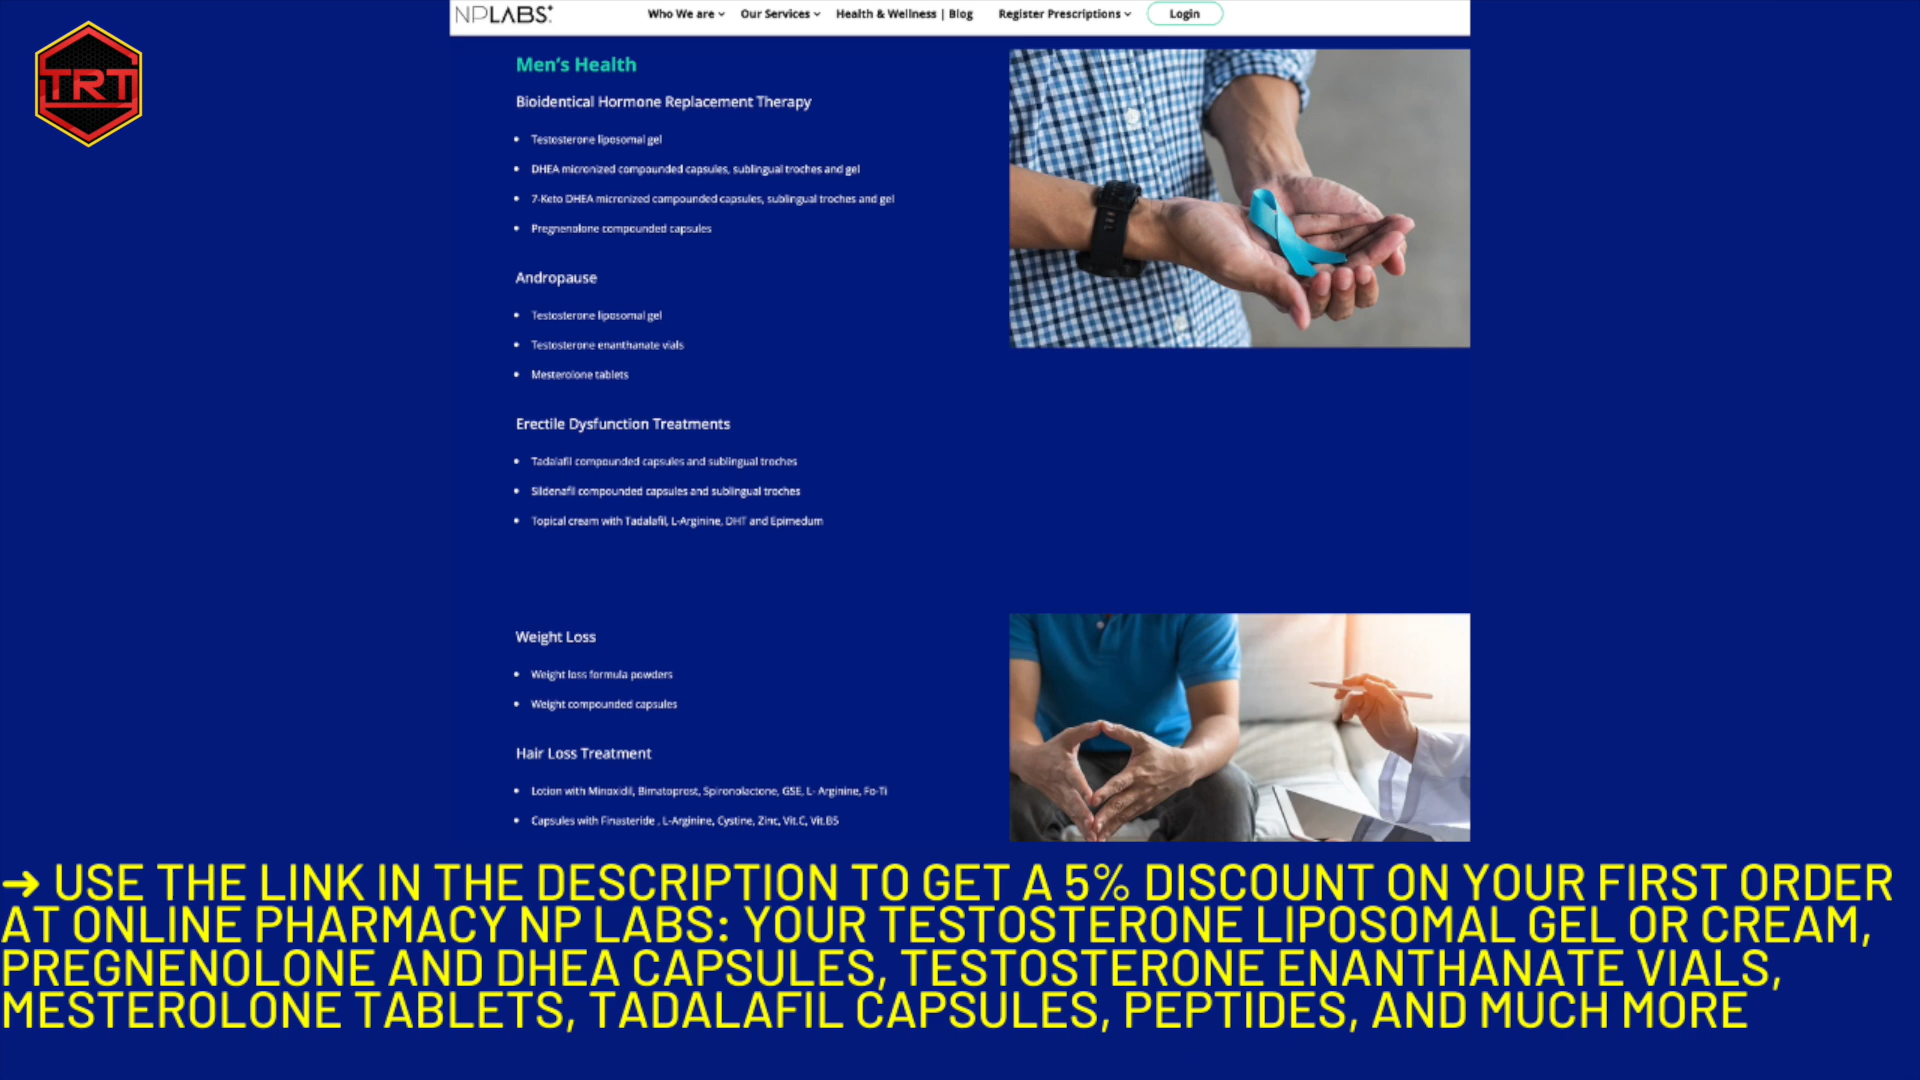 NPLABS
Who We are
Our Services
Health & Wellness | Blog
Register Prescriptions
Login
TRT
Men's Health
Bioidentical Hormone Replacement Therapy
• Testosterone liposomal gel
• DHEA micronized compounded capsules, sublingual troches and gel
• 7-Keto DHEA micronized compounded capsules, sublingual troches and gel
• Pregnenolone compounded capsules
Andropause
• Testosterone liposomal gel
• Testosterone enanthanate vials
• Mesterolone tablets
Erectile Dysfunction Treatments
• Tadalafil compounded capsules and sublingual troches
• Sildenafil compounded capsules and sublingual troches
• Topical cream with Tadalafil, L-Arginine, DHT and Epimedum
Weight Loss
• Weight loss formula powders
• Weight compounded capsules
Hair Loss Treatment
• Lotion with Minoxidil, Bimatoprost, Spironolactone, GSE, L- Arginine, Fo-Ti
• Capsules with Finasteride , L-Arginine, Cystine, Zinc, Vit.C, Vit.B5
➜ USE THE LINK IN THE DESCRIPTION TO GET A 5% DISCOUNT ON YOUR FIRST ORDER
AT ONLINE PHARMACY NP LABS: YOUR TESTOSTERONE LIPOSOMAL GEL OR CREAM,
PREGNENOLONE AND DHEA CAPSULES, TESTOSTERONE ENANTHANATE VIALS,
MESTEROLONE TABLETS, TADALAFIL CAPSULES, PEPTIDES, AND MUCH MORE